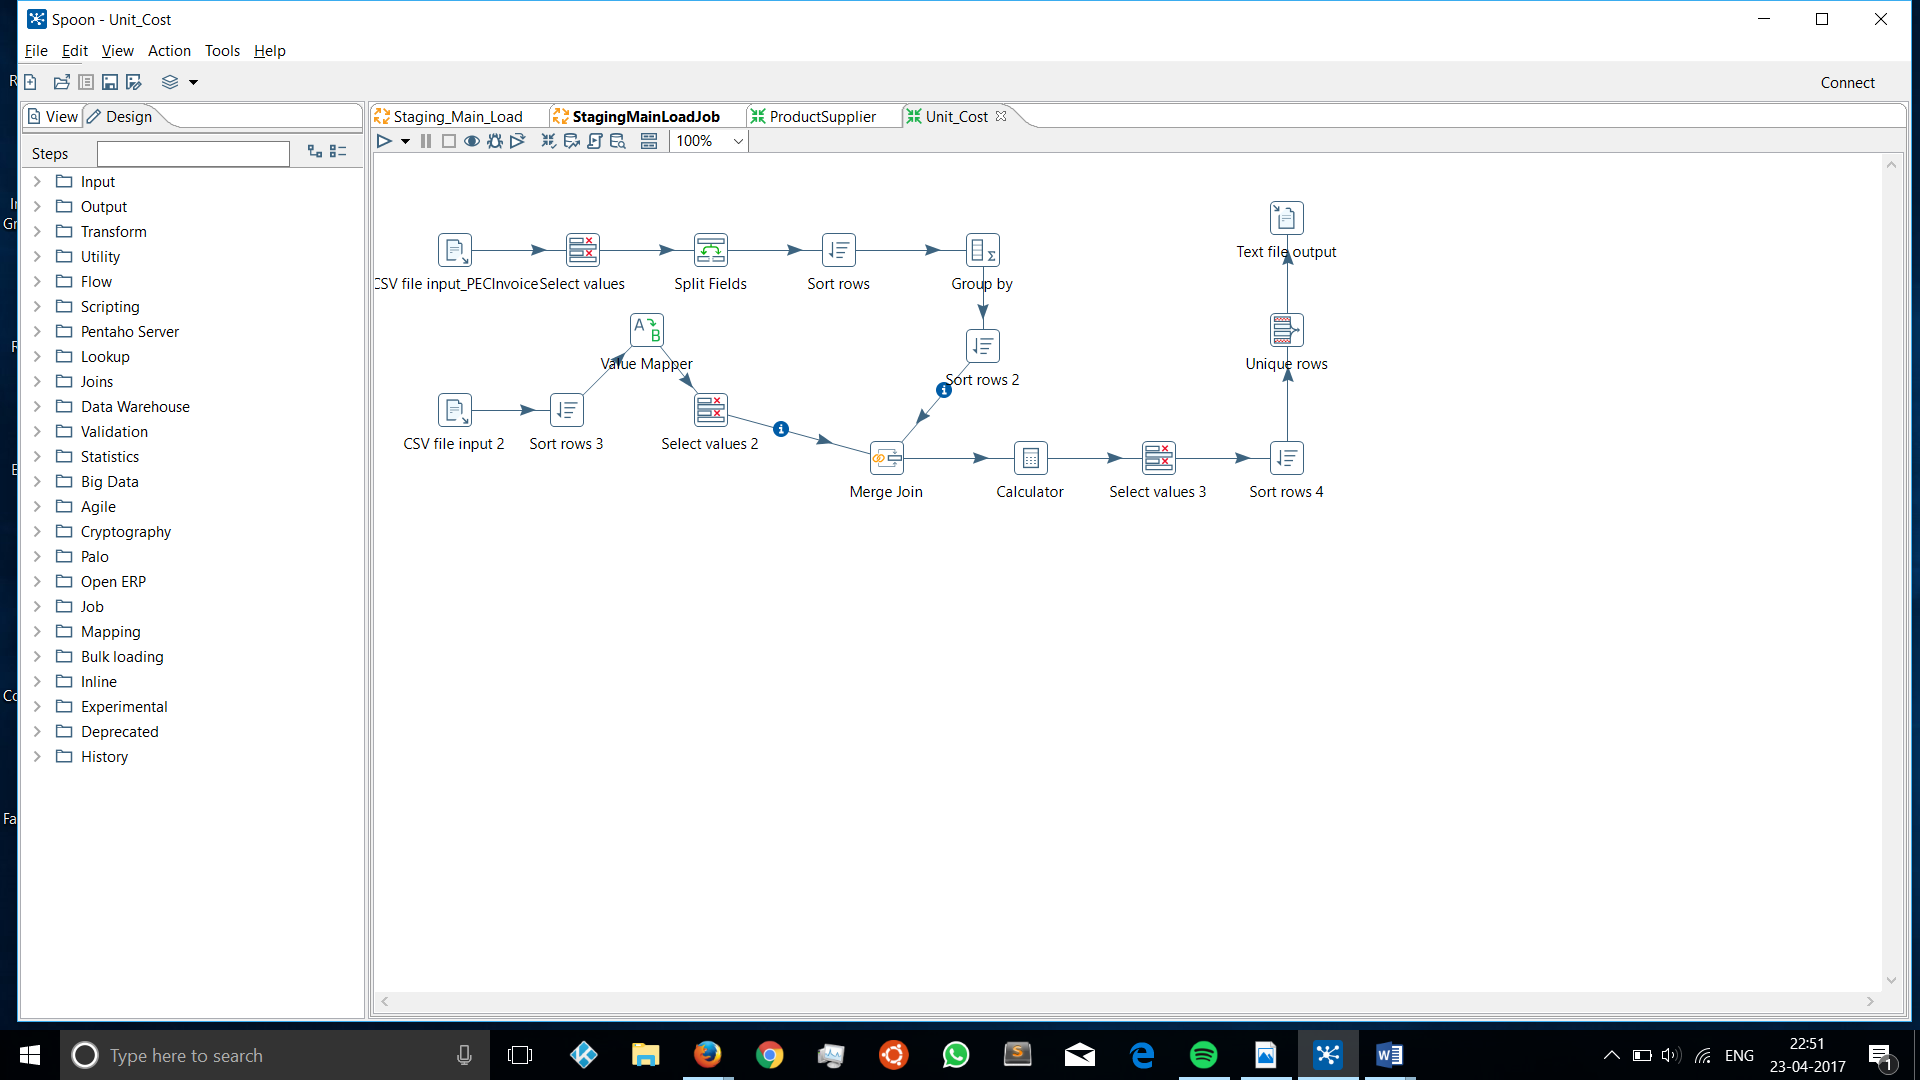 Spoon - Unit_Cost
File Edit View Action Tools Help
Connect
View Design
Staging_Main_Load StagingMainLoadJob ProductSupplier Unit_Cost
100%
Steps
Input
Output
Transform
Utility
Flow
Scripting
Pentaho Server
Lookup
Joins
Data Warehouse
Validation
Statistics
Big Data
Agile
Cryptography
Palo
Open ERP
Job
Mapping
Bulk loading
Inline
Experimental
Deprecated
History
Text file output
CSV file input_PECInvoice Select values Split Fields Sort rows Group by
A B
Value Mapper Unique rows
Sort rows 2
CSV file input 2 Sort rows 3 Select values 2
Merge Join Calculator Select values 3 Sort rows 4
Type here to search
ENG
22:51
23-04-2017
1